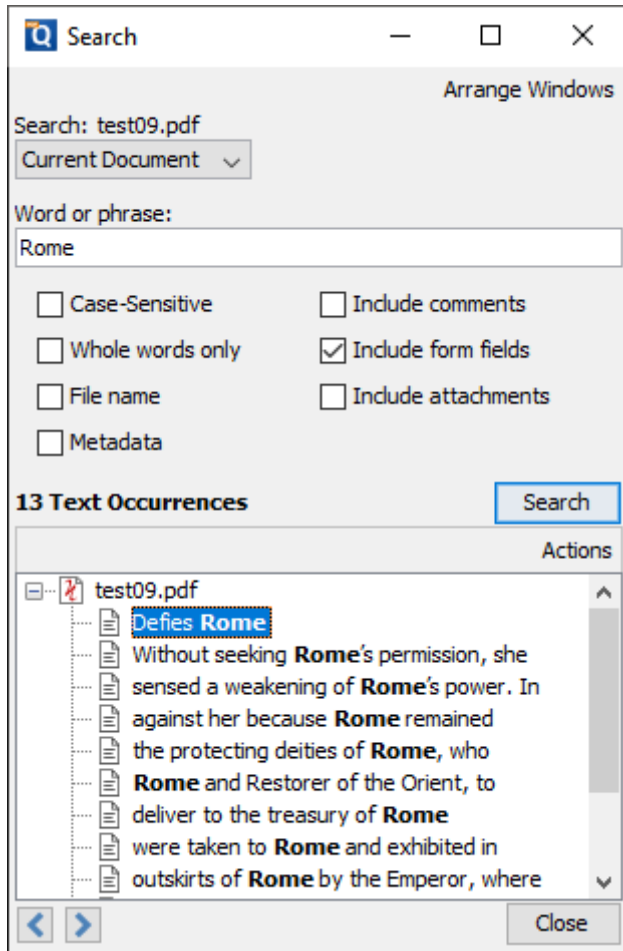 Search
Arrange Windows
Search: test09.pdf
Current Document
Word or phrase:
Rome
Case-Sensitive
Include comments
Whole words only
Include form fields
File name
Include attachments
Metadata
13 Text Occurrences
Search
Actions
test09.pdf
Defies Rome
Without seeking Rome's permission, she
sensed a weakening of Rome's power. In
against her because Rome remained
the protecting deities of Rome, who
Rome and Restorer of the Orient, to
deliver to the treasury of Rome
were taken to Rome and exhibited in
outskirts of Rome by the Emperor, where
Close